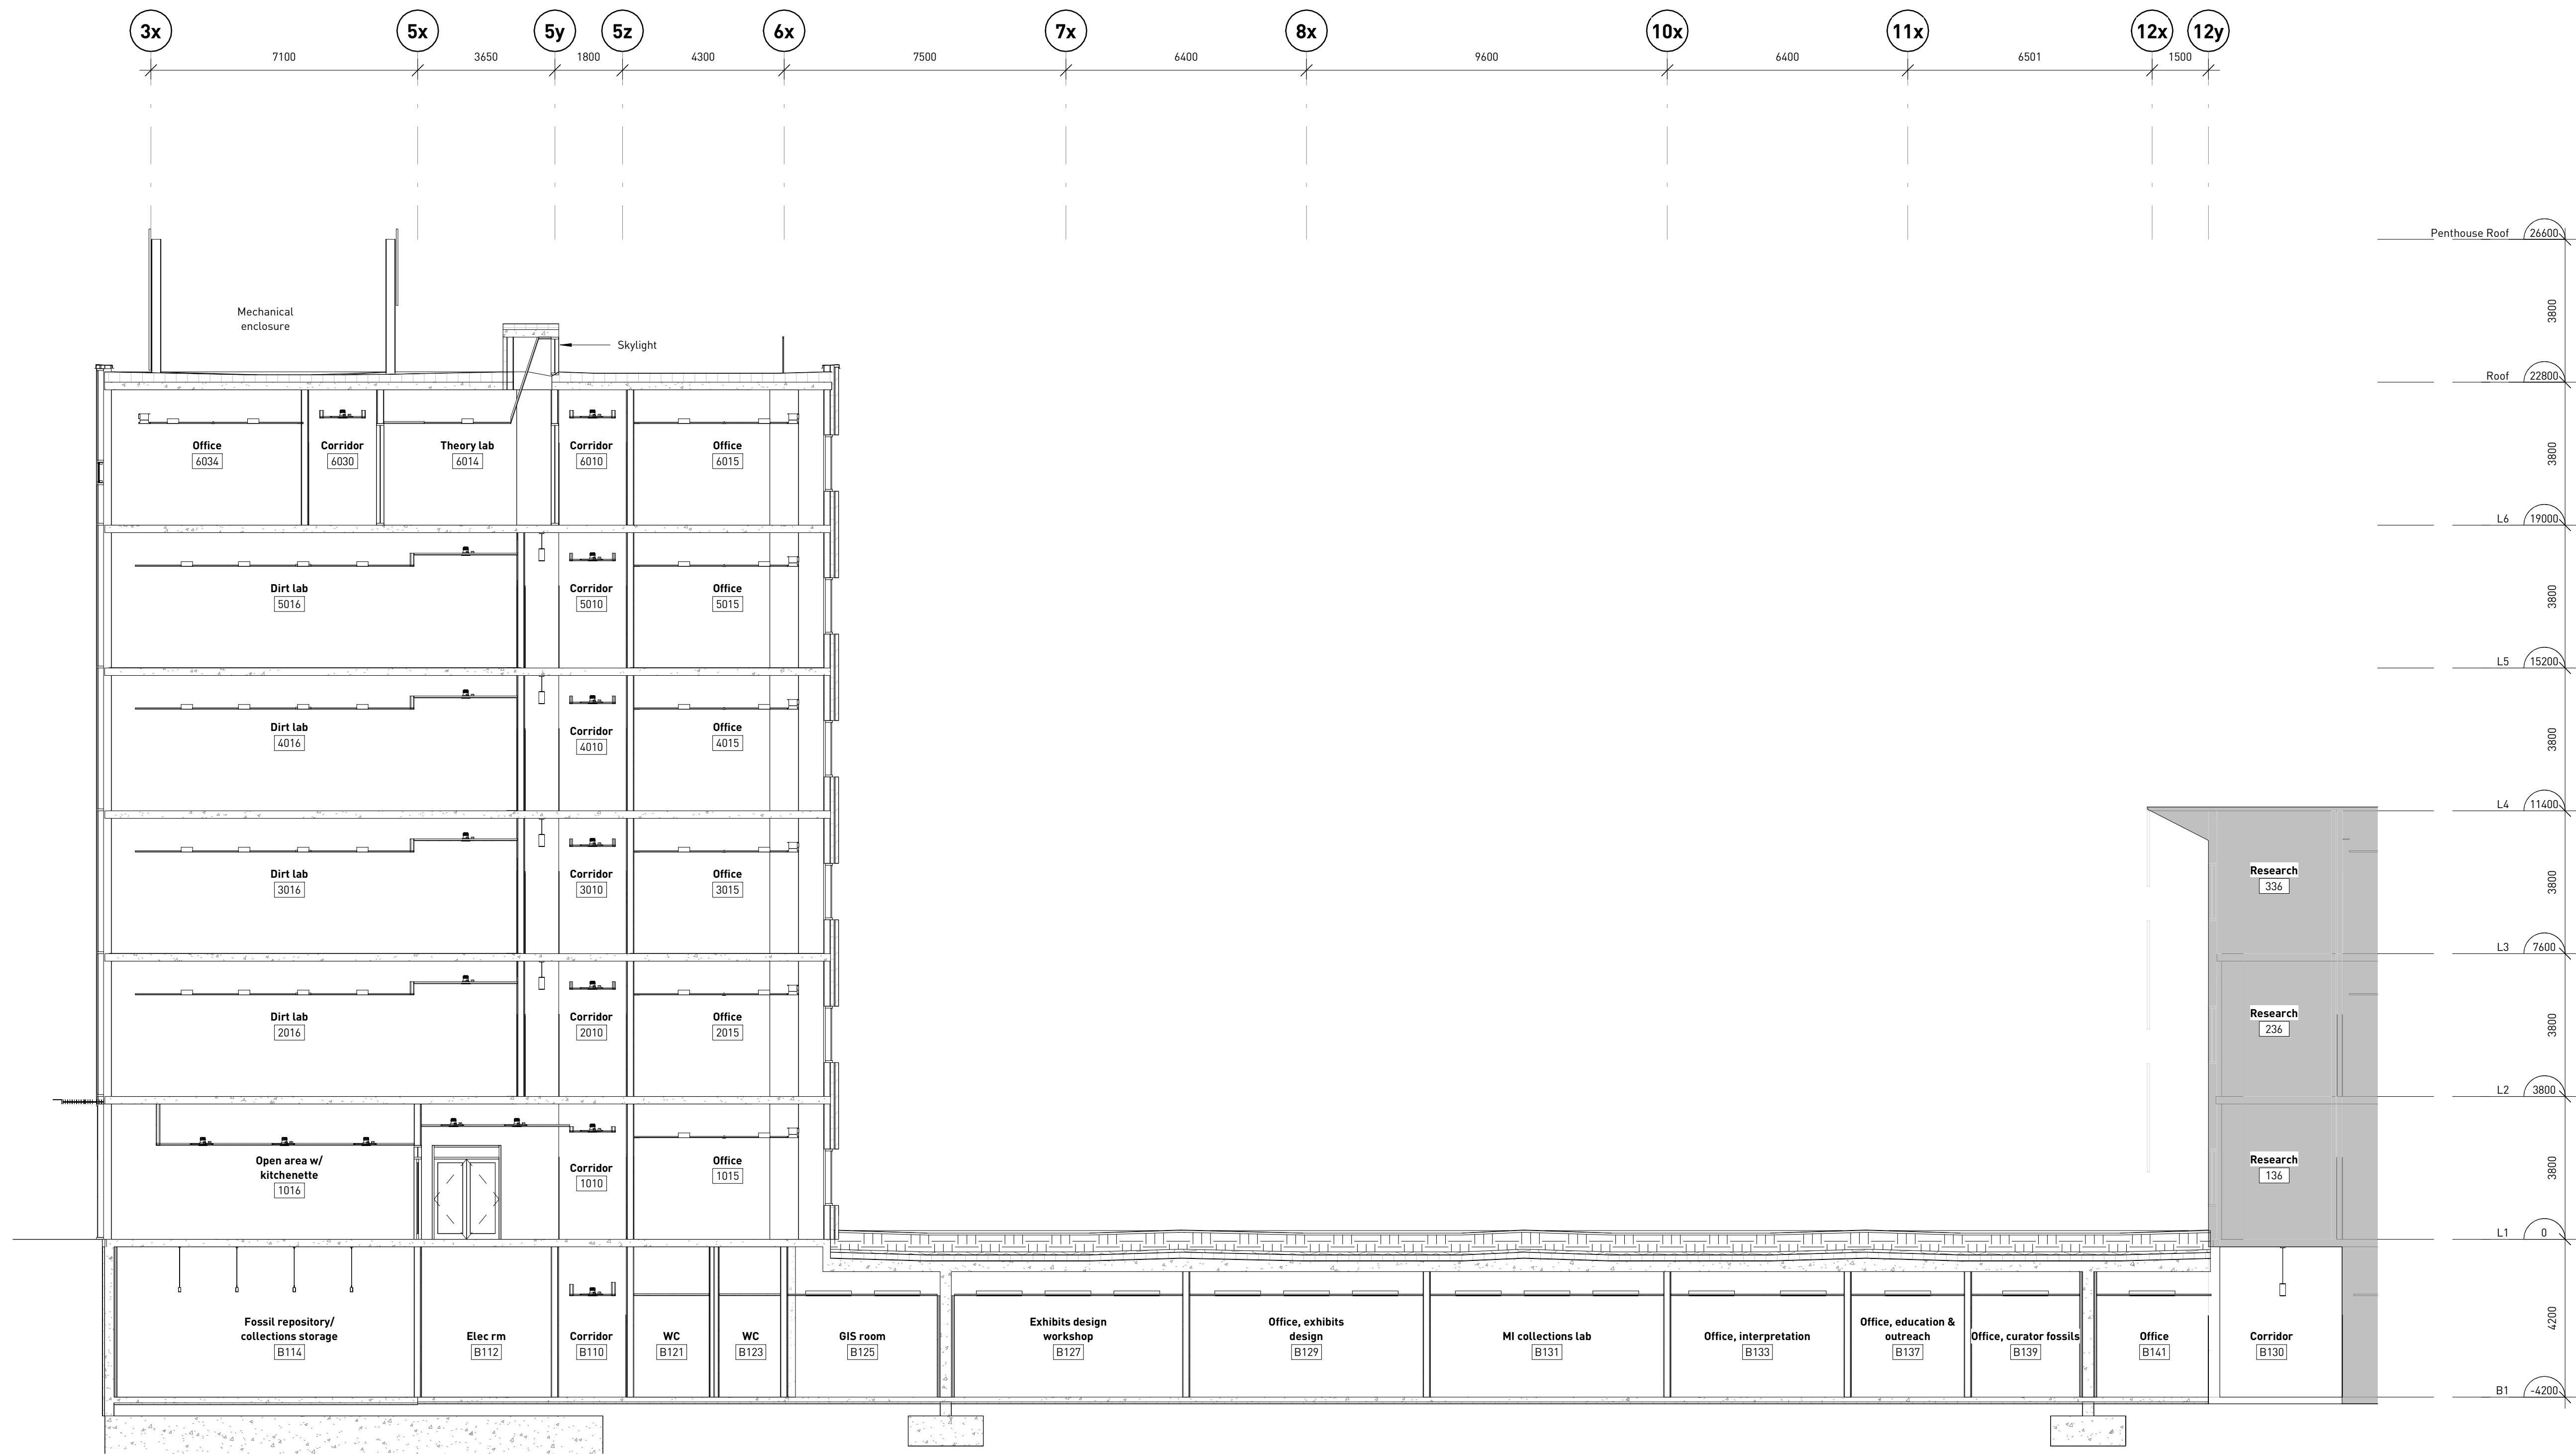 3x
5x
5y
5z
6x
7x
8x
10x
11x
12x
12y
7100
3650
1800
4300
7500
6400
9600
6400
6501
1500
Penthouse Roof
26600
3800
Mechanical
enclosure
Skylight
Roof
22800
3800
Office
6034
Corridor
6030
Theory lab
6014
Corridor
6010
Office
6015
L6
19000
3800
Dirt lab
5016
Corridor
5010
Office
5015
L5
15200
3800
Dirt lab
4016
Corridor
4010
Office
4015
L4
11400
3800
Dirt lab
3016
Corridor
3010
Office
3015
Research
336
L3
7600
3800
Dirt lab
2016
Corridor
2010
Office
2015
Research
236
L2
3800
3800
Open area w/
kitchenette
1016
Corridor
1010
Office
1015
Research
136
L1
0
4200
Fossil repository/
collections storage
B114
Elec rm
B112
Corridor
B110
WC
B121
WC
B123
GIS room
B125
Exhibits design
workshop
B127
Office, exhibits
design
B129
MI collections lab
B131
Office, interpretation
B133
Office, education &
outreach
B137
Office, curator fossils
B139
Office
B141
Corridor
B130
B1
-4200